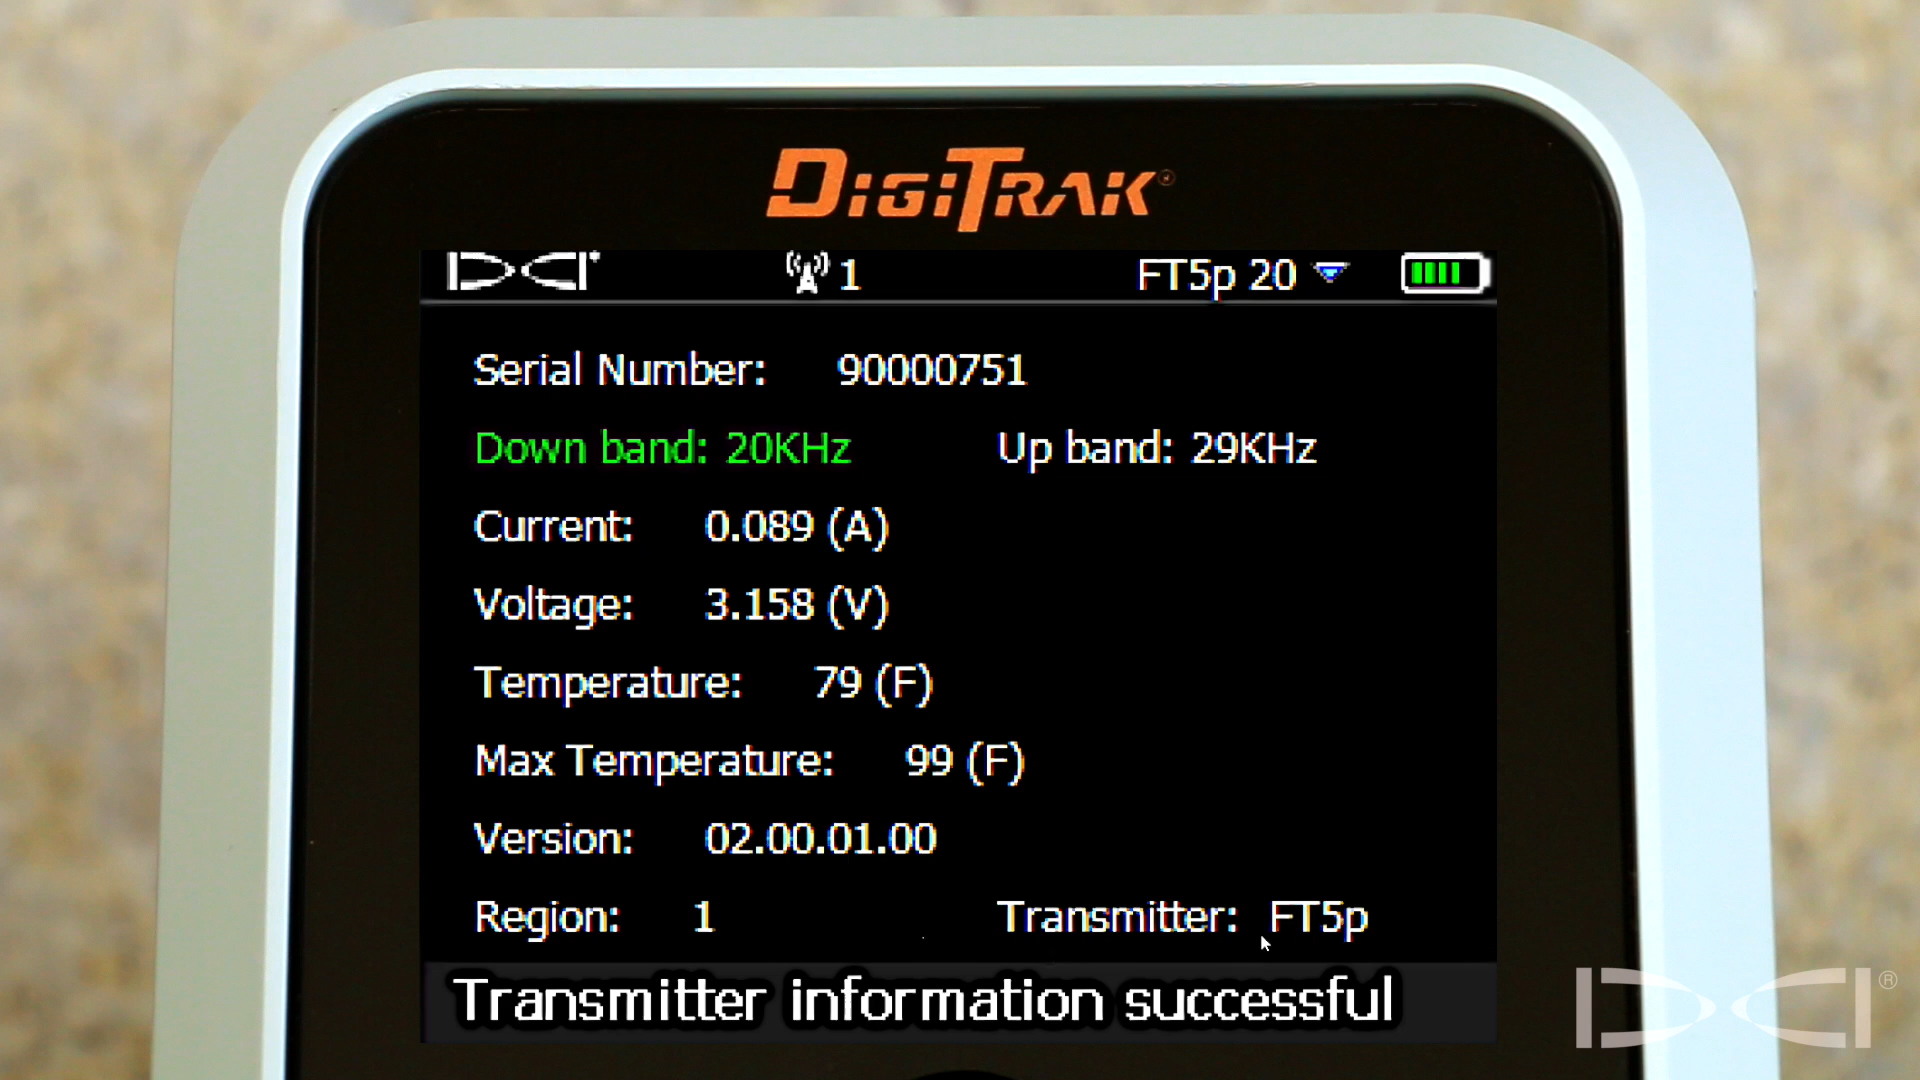 DIGITRAK®
DCI 1 FT5p 20
Serial Number: 90000751
Down band: 20KHz Up band: 29KHz
Current: 0.089 (A)
Voltage: 3.158 (V)
Temperature: 79 (F)
Max Temperature: 99 (F)
Version: 02.00.01.00
Region: 1 Transmitter: FT5p
Transmitter information successful
DCI®